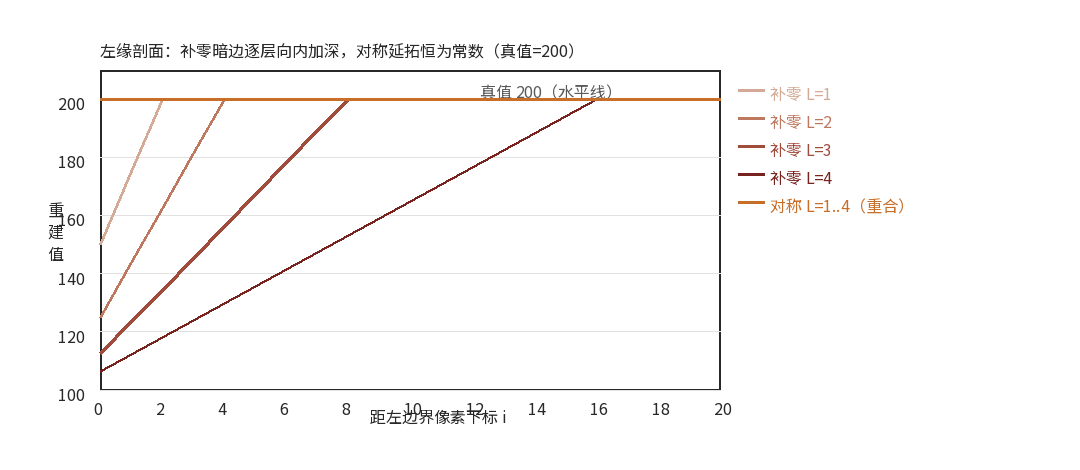 左缘剖面：补零暗边逐层向内加深，对称延拓恒为常数（真值=200）
真值 200（水平线）
补零 L=1
补零 L=2
补零 L=3
补零 L=4
对称 L=1..4（重合）
200
180
160
140
120
100
重建值
0 2 4 6 8 10 12 14 16 18 20
距左边界像素下标 i